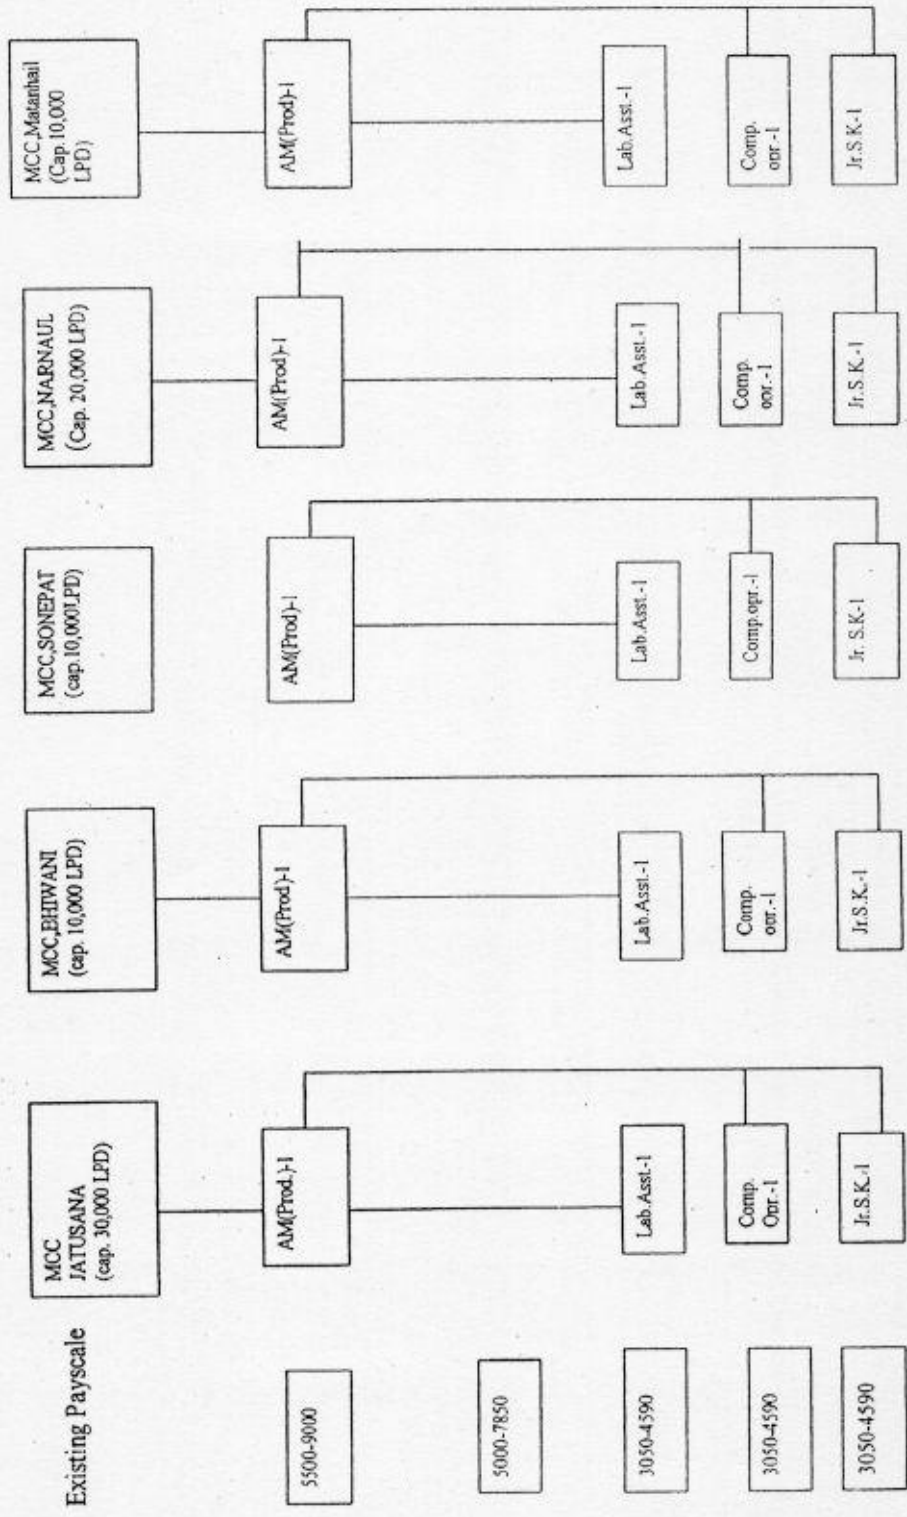 Existing Payscale
MCC
JATUSANA
(cap. 30,000 LPD)
MCC,BHIWANI
(cap. 10,000 LPD)
MCC,SONEPAT
(cap.10,000LPD)
MCC,NARNAUL
(Cap. 20,000 LPD)
MCC,Matanhail
(Cap.10,000
LPD)
5500-9000
AM(Prod.)-1
AM(Prod)-1
AM(Prod)-1
AM(Prod)-1
AM(Prod)-1
5000-7850
3050-4590
Lab.Asst.-1
Lab.Asst.-1
Lab.Asst.-1
Lab.Asst.-1
Lab.Asst.-1
3050-4590
Comp.
Opr.-1
Comp.
opr.-1
Comp.opr.-1
Comp.
opr.-1
Comp.
opr.-1
3050-4590
Jr.S.K.-1
Jr.S.K.-1
Jr. S.K.-1
Jr.S.K.-1
Jr.S.K.-1